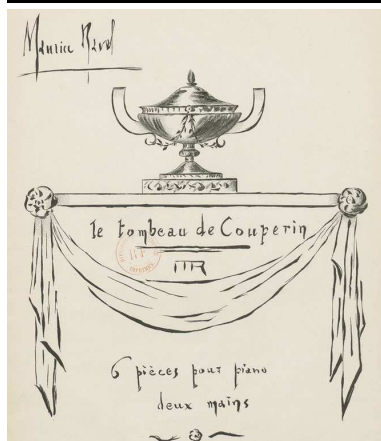 Maurice Ravel
le tombeau de Couperin
MR
6 pièces pour piano
deux mains